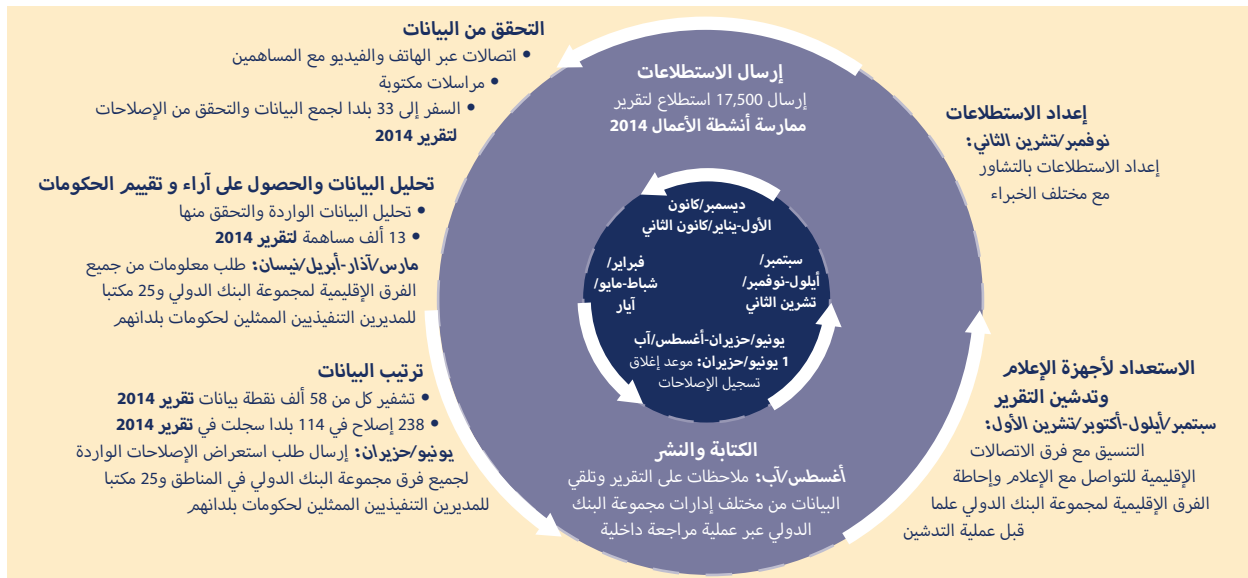 إعداد الاستطلاعات
نوفمبر/تشرين الثاني:
إعداد الاستطلاعات بالتشاور
مع مختلف الخبراء
إرسال الاستطلاعات
إرسال 17,500 استطلاع لتقرير
ممارسة أنشطة الأعمال 2014
التحقق من البيانات
• اتصالات عبر الهاتف والفيديو مع المساهمين
• مراسلات مكتوبة
• السفر إلى 33 بلدا لجمع البيانات والتحقق من الإصلاحات
لتقرير 2014
تحليل البيانات والحصول على آراء و تقييم الحكومات
• تحليل البيانات الواردة والتحقق منها
• 13 ألف مساهمة لتقرير 2014
مارس/آذار-أبريل/نيسان: طلب معلومات من جميع
الفرق الإقليمية لمجموعة البنك الدولي و25 مكتبا
للمديرين التنفيذيين الممثلين لحكومات بلدانهم
ترتيب البيانات
• تشفير كل من 58 ألف نقطة بيانات تقرير 2014
• 238 إصلاح في 114 بلدا سجلت في تقرير 2014
يونيو/حزيران: إرسال طلب استعراض الإصلاحات الواردة
لجميع فرق مجموعة البنك الدولي في المناطق و25 مكتبا
للمديرين التنفيذيين الممثلين لحكومات بلدانهم
الكتابة والنشر
أغسطس/آب: ملاحظات على التقرير وتلقي
البيانات من مختلف إدارات مجموعة البنك
الدولي عبر عملية مراجعة داخلية
الاستعداد لأجهزة الإعلام
وتدشين التقرير
سبتمبر/أيلول-أكتوبر/تشرين الأول:
التنسيق مع فرق الاتصالات
الإقليمية للتواصل مع الإعلام وإحاطة
الفرق الإقليمية لمجموعة البنك الدولي علما
قبل عملية التدشين
ديسمبر/كانون
الأول-يناير/كانون الثاني
فبراير/
شباط-مايو/
آيار
يونيو/حزيران-أغسطس/آب
1 يونيو/حزيران: موعد إغلاق
تسجيل الإصلاحات
سبتمبر/
أيلول-نوفمبر/
تشرين الثاني